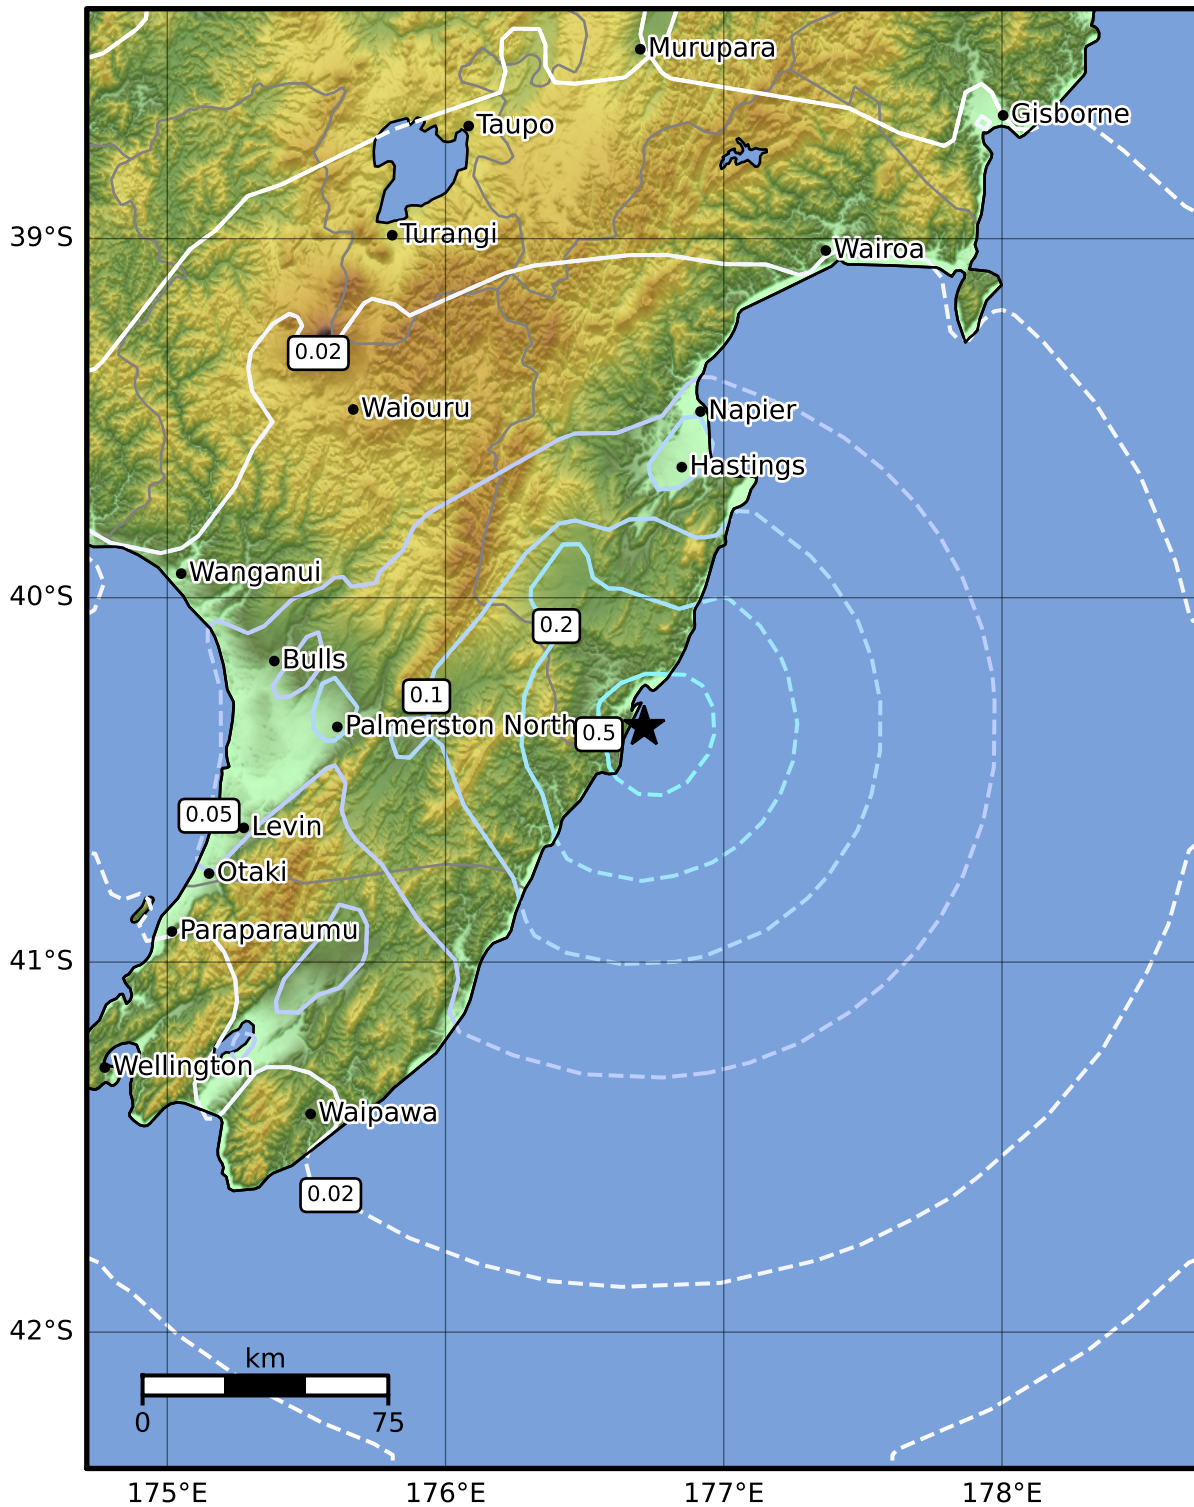 Murupara
Gisborne
Taupo
Turangi
39°S
Wairoa
0.02
Waiouru
Napier
Hastings
Wanganui
40°S
0.2
Bulls
0.1
Palmerston North
0.5
0.05
Levin
Otaki
Paraparaumu
41°S
Wellington
Waipawa
0.02
42°S
km
0 75
175°E 176°E 177°E 178°E